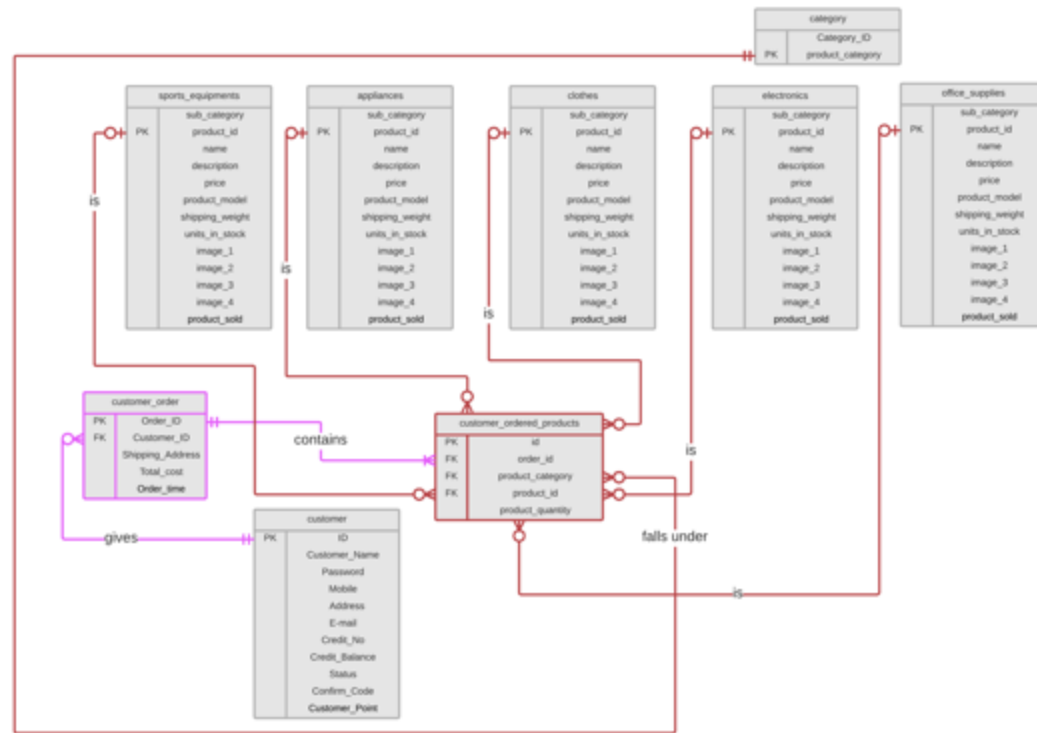 category
Category_ID
PK product_category
sports_equipments
sub_category
PK product_id
name
description
price
product_model
shipping_weight
units_in_stock
image_1
image_2
image_3
image_4
product_sold
appliances
sub_category
PK product_id
name
description
price
product_model
shipping_weight
units_in_stock
image_1
image_2
image_3
image_4
product_sold
clothes
sub_category
PK product_id
name
description
price
product_model
shipping_weight
units_in_stock
image_1
image_2
image_3
image_4
product_sold
electronics
sub_category
PK product_id
name
description
price
product_model
shipping_weight
units_in_stock
image_1
image_2
image_3
image_4
product_sold
office_supplies
sub_category
PK product_id
name
description
price
product_model
shipping_weight
units_in_stock
image_1
image_2
image_3
image_4
product_sold
is
is
is
is
customer_order
PK Order_ID
FK Customer_ID
Shipping_Address
Total_cost
Order_time
contains
customer_ordered_products
PK id
FK order_id
FK product_category
FK product_id
product_quantity
gives
customer
PK ID
Customer_Name
Password
Mobile
Address
E-mail
Credit_No
Credit_Balance
Status
Confirm_Code
Customer_Point
falls under
is